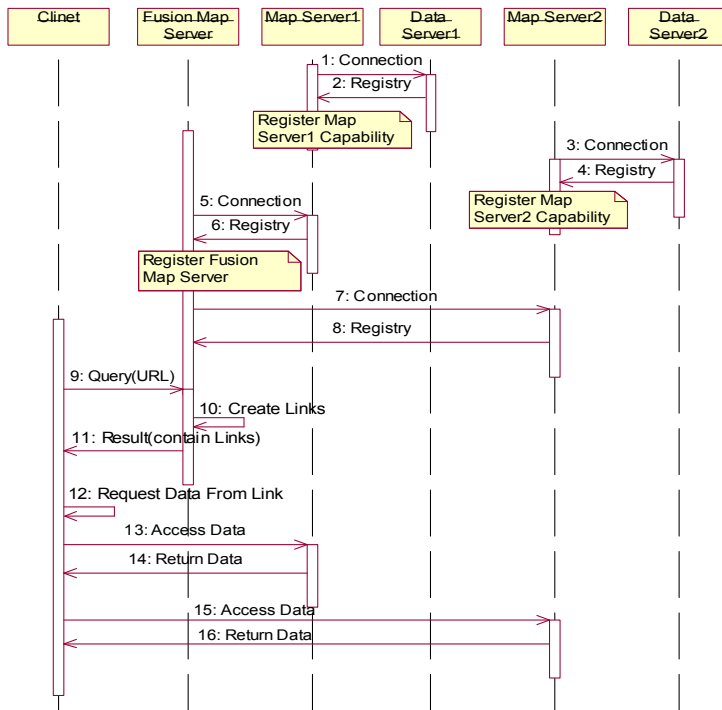 Clinet
Fusion Map
Server
Map Server1
Data
Server1
Map Server2
Data
Server2
1: Connection
2: Registry
Register Map
Server1 Capability
3: Connection
4: Registry
Register Map
Server2 Capability
5: Connection
6: Registry
Register Fusion
Map Server
7: Connection
8: Registry
9: Query(URL)
10: Create Links
11: Result(contain Links)
12: Request Data From Link
13: Access Data
14: Return Data
15: Access Data
16: Return Data